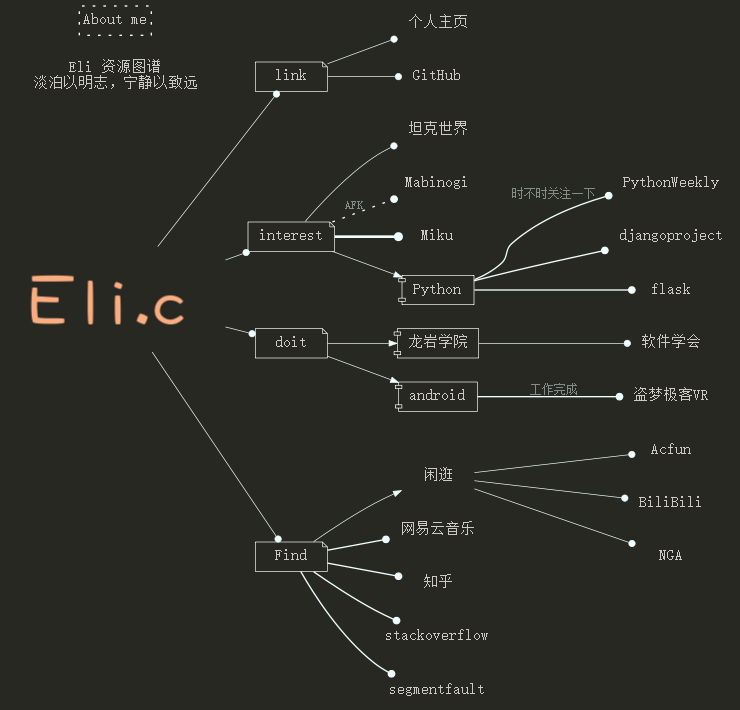 About me
Eli 资源图谱
淡泊以明志，宁静以致远
Eli.c
link
个人主页
GitHub
interest
坦克世界
AFK
Mabinogi
Miku
Python
时不时关注一下
PythonWeekly
djangoproject
flask
doit
龙岩学院
软件学会
android
工作完成
盗梦极客VR
Find
闲逛
Acfun
BiliBili
NGA
网易云音乐
知乎
stackoverflow
segmentfault